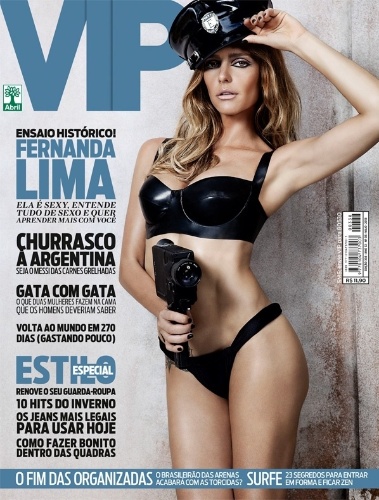 VIP
Abril
ENSAIO HISTÓRICO!
FERNANDA
LIMA
ELA É SEXY, ENTENDE
TUDO DE SEXO E QUER
APRENDER MAIS COM VOCÊ
CHURRASCO
À ARGENTINA
SEJA O MESSI DAS CARNES GRELHADAS
GATA COM GATA
O QUE DUAS MULHERES FAZEM NA CAMA
QUE OS HOMENS DEVERIAM SABER
VOLTA AO MUNDO EM 270
DIAS (GASTANDO POUCO)
ESTILO
ESPECIAL
RENOVE O SEU GUARDA-ROUPA
10 HITS DO INVERNO
OS JEANS MAIS LEGAIS
PARA USAR HOJE
COMO FAZER BONITO
DENTRO DAS QUADRAS
R$ 11,90
O FIM DAS ORGANIZADAS
O BRASILEIRÃO DAS ARENAS
ACABARÁ COM AS TORCIDAS?
SURFE
23 SEGREDOS PARA ENTRAR
EM FORMA E FICAR ZEN